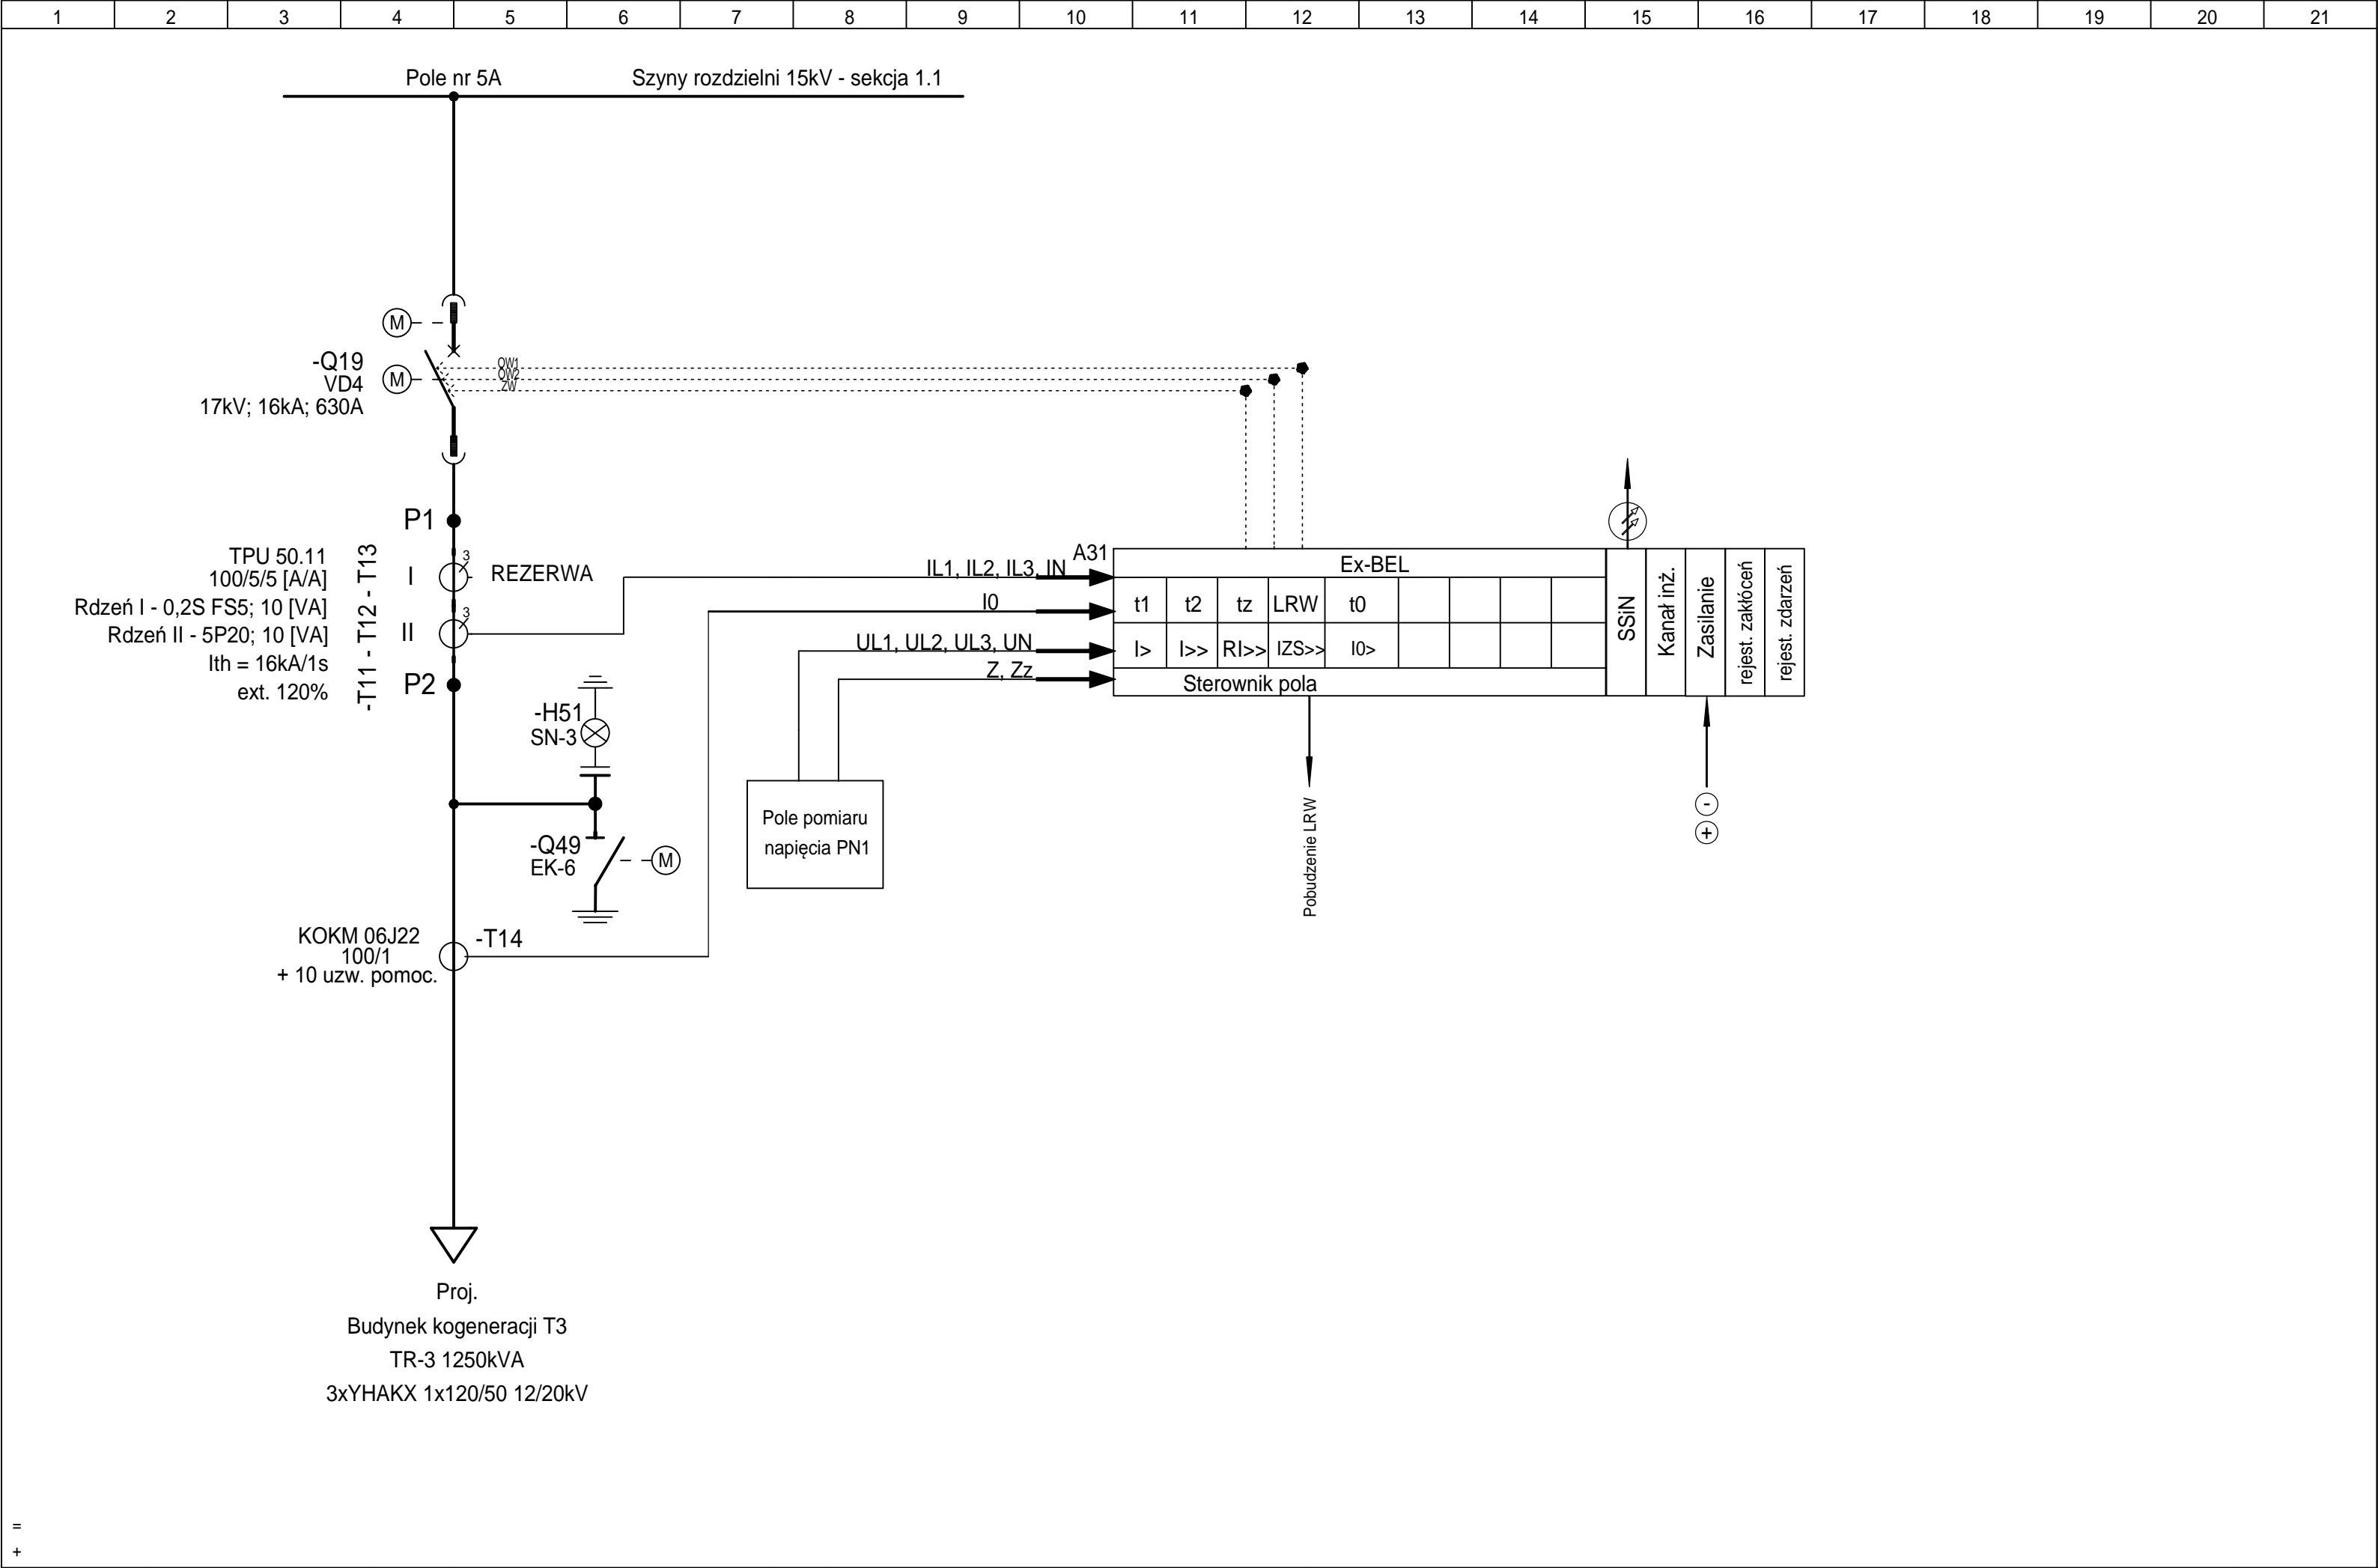 1 2 3 4 5 6 7 8 9 10 11 12 13 14 15 16 17 18 19 20 21
Pole nr 5A
Szyny rozdzielni 15kV - sekcja 1.1
M
-Q19
VD4
17kV; 16kA; 630A
M
OW1
OW2
ZW
P1
TPU 50.11
100/5/5 [A/A]
Rdzeń I - 0,2S FS5; 10 [VA]
Rdzeń II - 5P20; 10 [VA]
Ith = 16kA/1s
ext. 120%
-T11 - T12 - T13
I
3
REZERWA
II
3
P2
-H51
SN-3
-Q49
EK-6
M
KOKM 06J22
100/1
+ 10 uzw. pomoc.
-T14
Pole pomiaru
napięcia PN1
IL1, IL2, IL3, IN
I0
UL1, UL2, UL3, UN
Z, Zz
A31
Ex-BEL
t1 t2 tz LRW t0
I> I>> RI>> IZS>> I0>
Sterownik pola
SSiN
Kanał inż.
Zasilanie
rejest. zakłóceń
rejest. zdarzeń
Pobudzenie LRW
-
+
Proj.
Budynek kogeneracji T3
TR-3 1250kVA
3xYHAKX 1x120/50 12/20kV
=
+